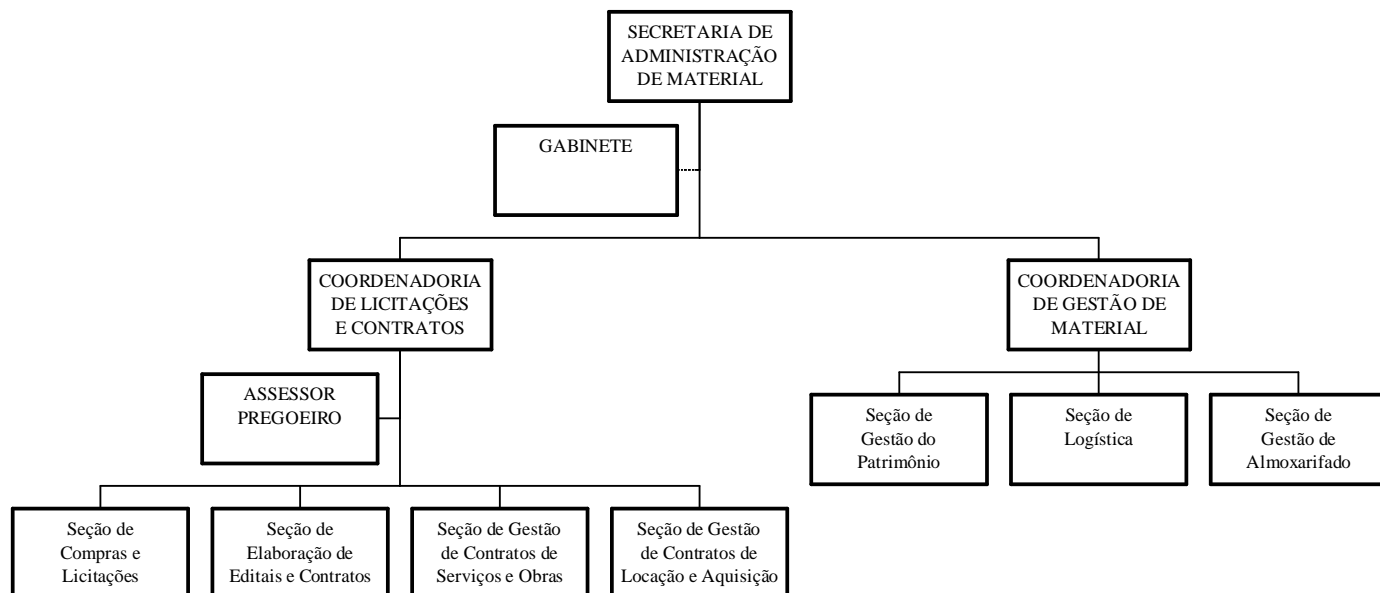 SECRETARIA DE
ADMINISTRAÇÃO
DE MATERIAL
GABINETE
COORDENADORIA
DE LICITAÇÕES
E CONTRATOS
COORDENADORIA
DE GESTÃO DE
MATERIAL
ASSESSOR
PREGOEIRO
Seção de
Gestão do
Patrimônio
Seção de
Logística
Seção de
Gestão de
Almoxarifado
Seção de
Compras e
Licitações
Seção de
Elaboração de
Editais e Contratos
Seção de Gestão
de Contratos de
Serviços e Obras
Seção de Gestão
de Contratos de
Locação e Aquisição